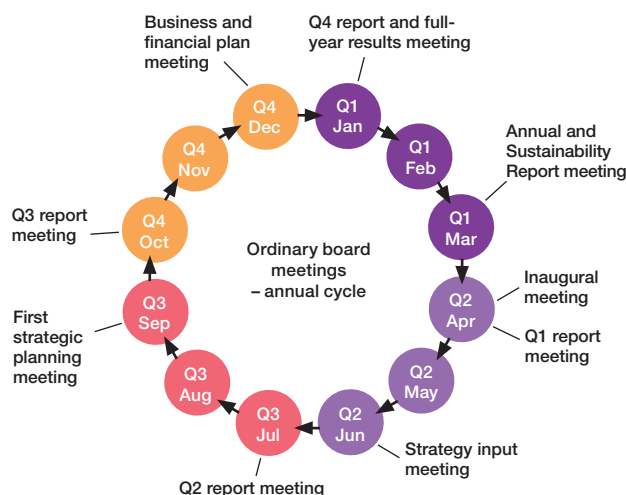 Business and
financial plan
meeting
Q4 report and full-
year results meeting
Q4
Dec
Q1
Jan
Q1
Feb
Annual and
Sustainability
Report meeting
Q1
Mar
Inaugural
meeting
Q2
Apr
Q1 report
meeting
Q2
May
Q2
Jun
Strategy input
meeting
Q3
Jul
Q2 report meeting
Q3
Aug
Q3
Sep
First
strategic
planning
meeting
Q4
Oct
Q3 report
meeting
Q4
Nov
Ordinary board
meetings
– annual cycle